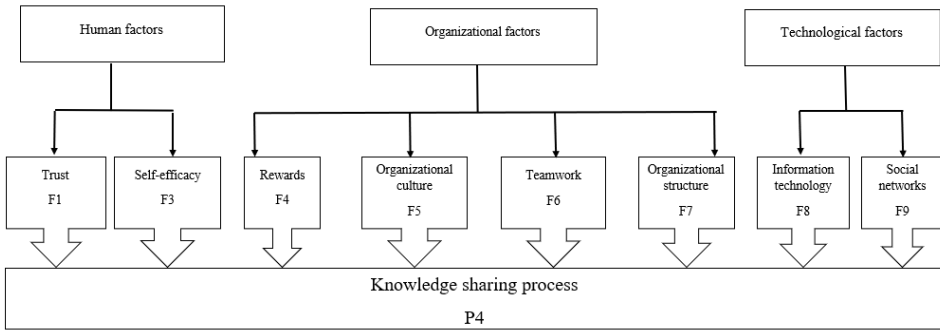 Human factors
Organizational factors
Technological factors
Trust
F1
Self-efficacy
F3
Rewards
F4
Organizational
culture
F5
Teamwork
F6
Organizational
structure
F7
Information
technology
F8
Social
networks
F9
Knowledge sharing process
P4